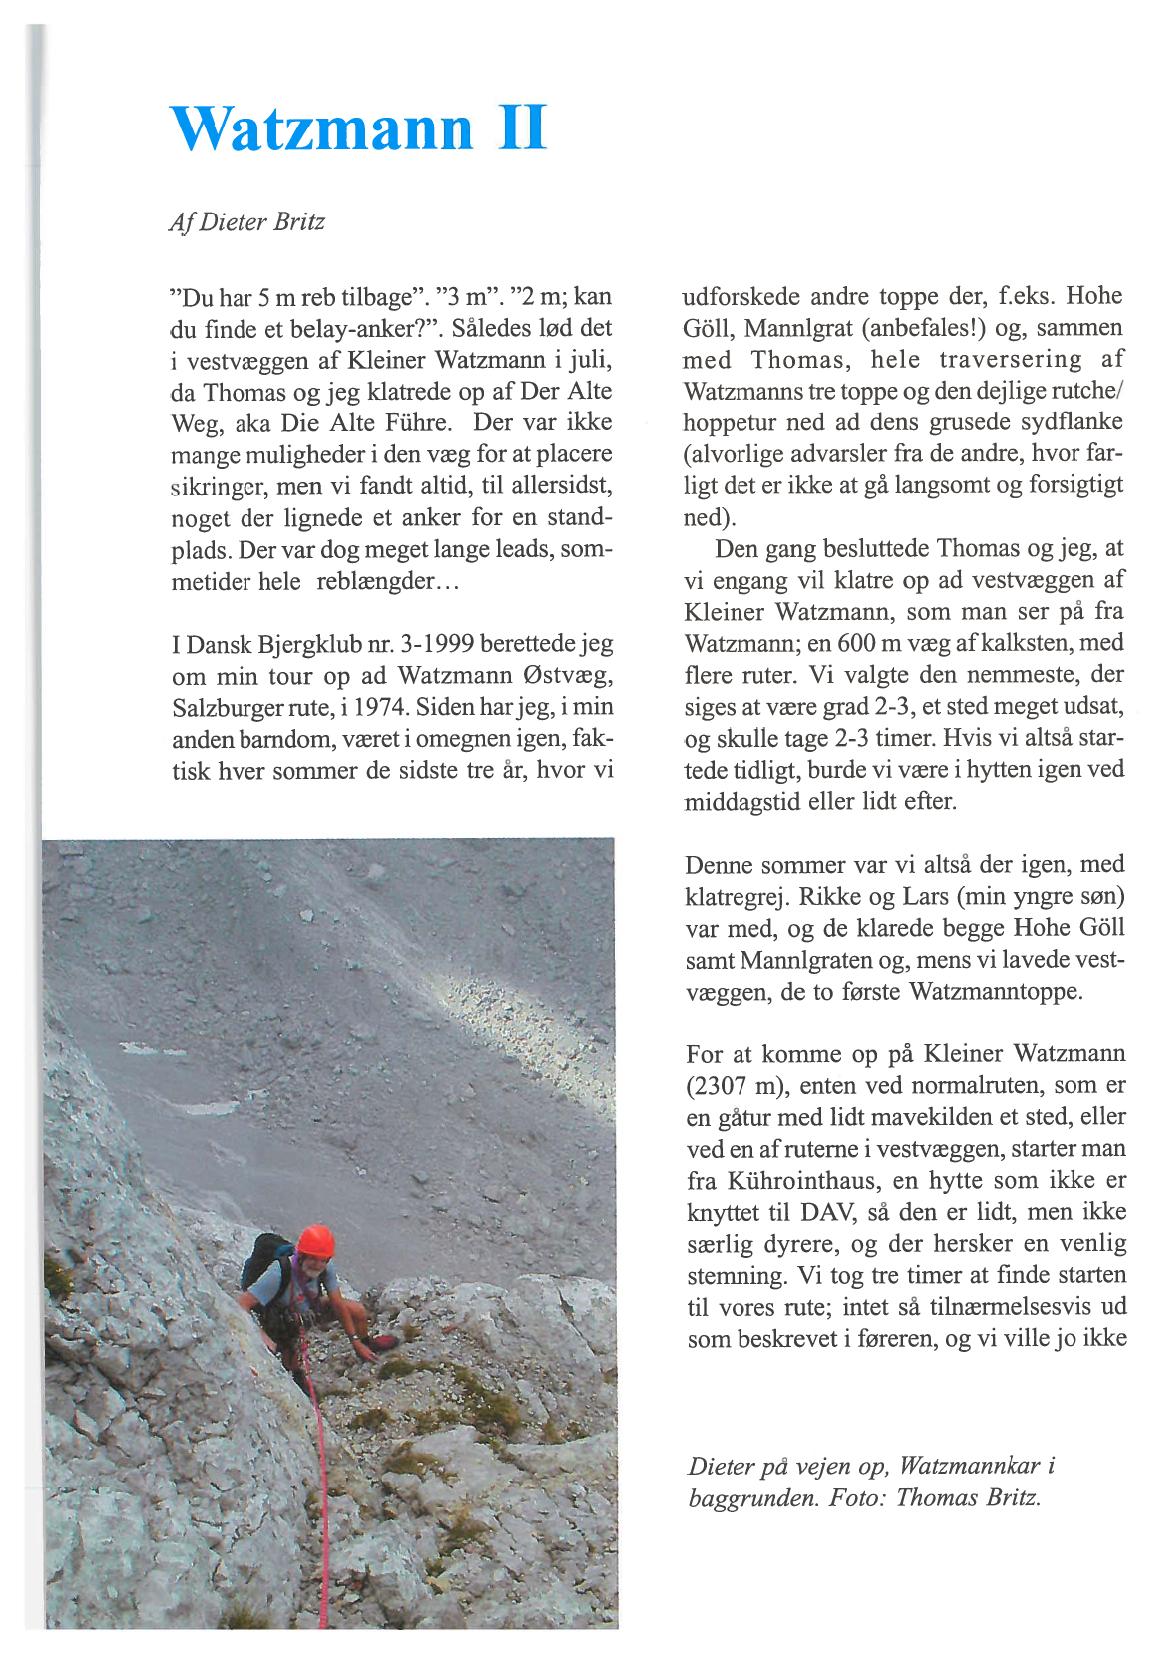 Watzmann II
Af Dieter Britz
”Du har 5 m reb tilbage”. ”3 m”. ”2 m; kan
du finde et belay-anker?”. Således lød det
i vestvæggen af Kleiner Watzmann i juli,
da Thomas og jeg klatrede op af Der Alte
Weg, aka Die Alte Führe. Der var ikke
mange muligheder i den væg for at placere
sikringer, men vi fandt altid, til allersidst,
noget der lignede et anker for en stand-
plads. Der var dog meget lange leads, som-
metider hele reblængder…
I Dansk Bjergklub nr. 3-1999 berettede jeg
om min tour op ad Watzmann Østvæg,
Salzburger rute, i 1974. Siden har jeg, i min
anden barndom, været i omegnen igen, fak-
tisk hver sommer de sidste tre år, hvor vi
udforskede andre toppe der, f.eks. Hohe
Göll, Mannlgrat (anbefales!) og, sammen
med Thomas, hele traversering af
Watzmanns tre toppe og den dejlige rutche/
hoppetur ned ad dens grusede sydflanke
(alvorlige advarsler fra de andre, hvor far-
ligt det er ikke at gå langsomt og forsigtigt
ned).
Den gang besluttede Thomas og jeg, at
vi engang vil klatre op ad vestvæggen af
Kleiner Watzmann, som man ser på fra
Watzmann; en 600 m væg af kalksten, med
flere ruter. Vi valgte den nemmeste, der
siges at være grad 2-3, et sted meget udsat,
og skulle tage 2-3 timer. Hvis vi altså star-
tede tidligt, burde vi være i hytten igen ved
middagstid eller lidt efter.
Denne sommer var vi altså der igen, med
klatregrej. Rikke og Lars (min yngre søn)
var med, og de klarede begge Hohe Göll
samt Mannlgraten og, mens vi lavede vest-
væggen, de to første Watzmanntoppe.
For at komme op på Kleiner Watzmann
(2307 m), enten ved normalruten, som er
en gåtur med lidt mavekilden et sted, eller
ved en af ruterne i vestvæggen, starter man
fra Kührointhaus, en hytte som ikke er
knyttet til DAV, så den er lidt, men ikke
særlig dyrere, og der hersker en venlig
stemning. Vi tog tre timer at finde starten
til vores rute; intet så tilnærmelsesvis ud
som beskrevet i føreren, og vi ville jo ikke
Dieter på vejen op, Watzmannkar i
baggrunden. Foto: Thomas Britz.